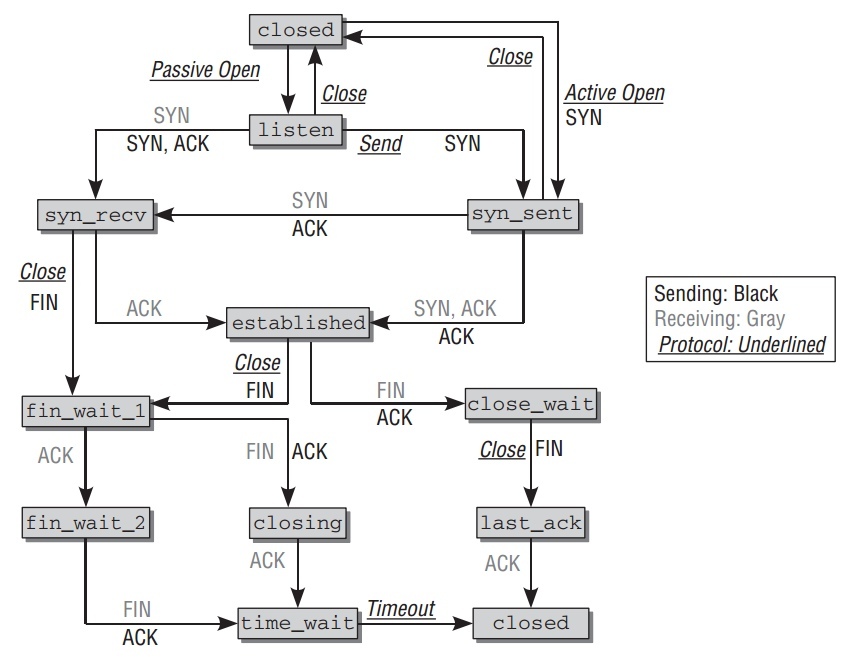 closed
Close
Passive Open
Close
Active Open
SYN
SYN
listen
SYN, ACK
Send
SYN
syn_recv
SYN
ACK
syn_sent
Close
FIN
ACK
established
SYN, ACK
ACK
Sending: Black
Receiving: Gray
Protocol: Underlined
Close
FIN
FIN
ACK
fin_wait_1
close_wait
ACK
FIN
ACK
Close
FIN
fin_wait_2
closing
last_ack
ACK
ACK
FIN
ACK
time_wait
Timeout
closed